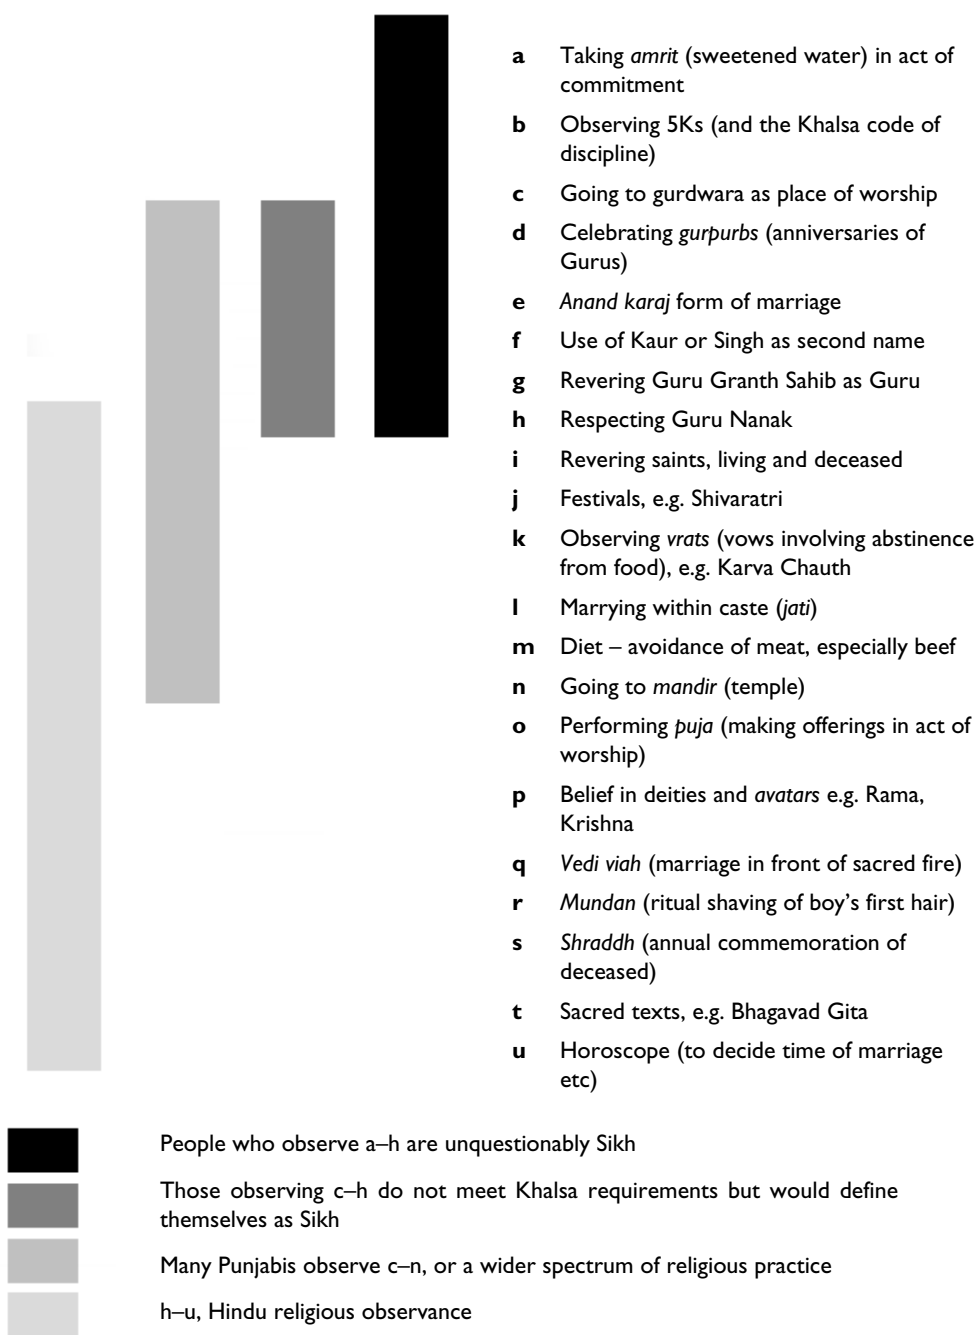 a Taking amrit (sweetened water) in act of
commitment
b Observing 5Ks (and the Khalsa code of
discipline)
c Going to gurdwara as place of worship
d Celebrating gurpurbs (anniversaries of
Gurus)
e Anand karaj form of marriage
f Use of Kaur or Singh as second name
g Revering Guru Granth Sahib as Guru
h Respecting Guru Nanak
i Revering saints, living and deceased
j Festivals, e.g. Shivaratri
k Observing vrats (vows involving abstinence
from food), e.g. Karva Chauth
l Marrying within caste (jati)
m Diet – avoidance of meat, especially beef
n Going to mandir (temple)
o Performing puja (making offerings in act of
worship)
p Belief in deities and avatars e.g. Rama,
Krishna
q Vedi viah (marriage in front of sacred fire)
r Mundan (ritual shaving of boy’s first hair)
s Shraddh (annual commemoration of
deceased)
t Sacred texts, e.g. Bhagavad Gita
u Horoscope (to decide time of marriage
etc)
People who observe a–h are unquestionably Sikh
Those observing c–h do not meet Khalsa requirements but would define
themselves as Sikh
Many Punjabis observe c–n, or a wider spectrum of religious practice
h–u, Hindu religious observance